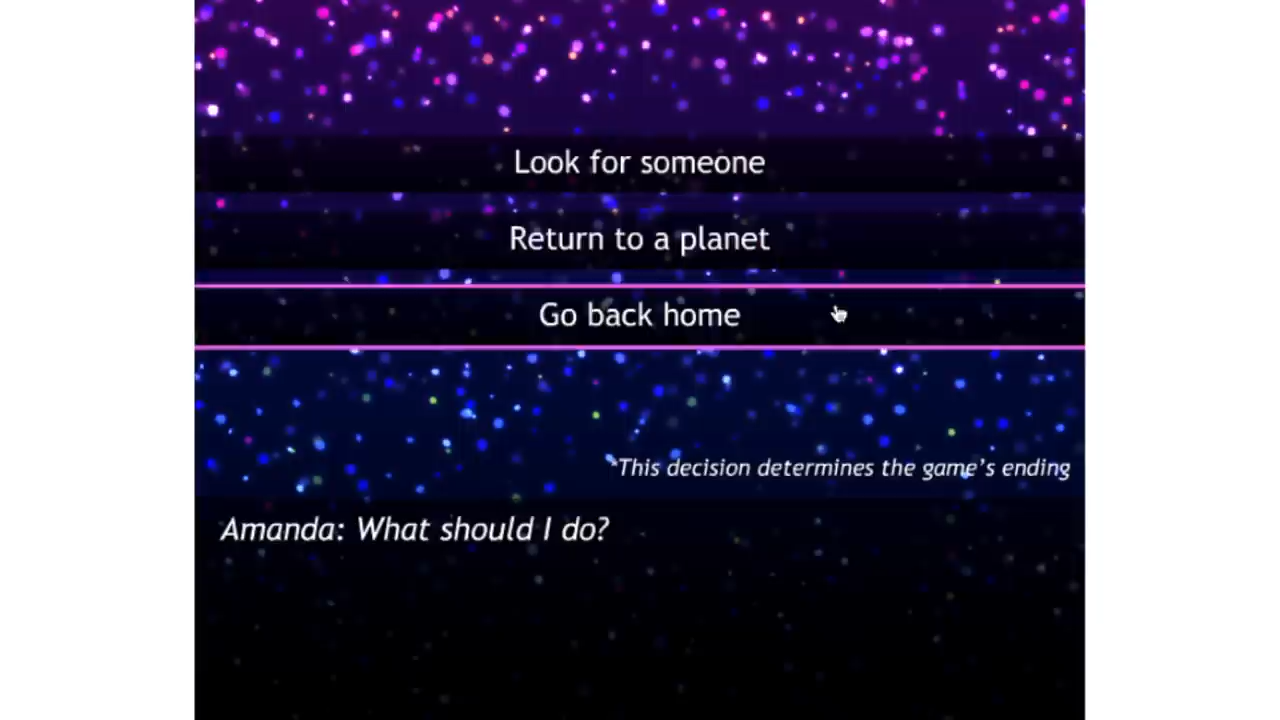 Look for someone
Return to a planet
Go back home
*This decision determines the game's ending
Amanda: What should I do?